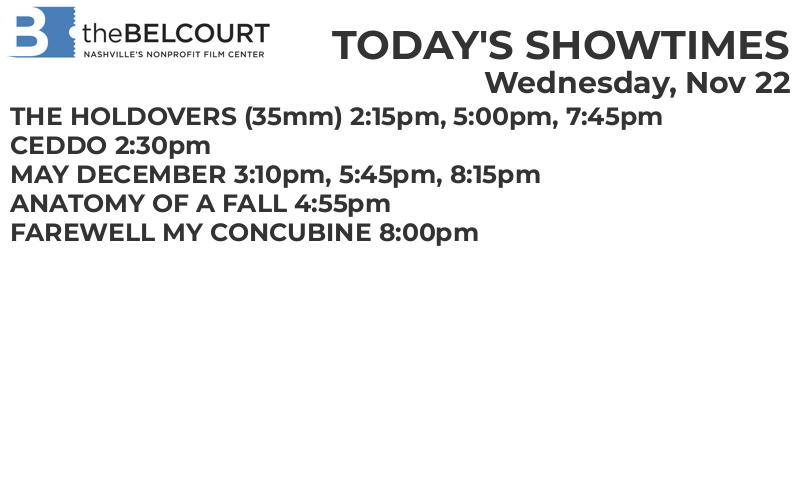 B theBELCOURT
NASHVILLE'S NONPROFIT FILM CENTER
TODAY'S SHOWTIMES
Wednesday, Nov 22
THE HOLDOVERS (35mm) 2:15pm, 5:00pm, 7:45pm
CEDDO 2:30pm
MAY DECEMBER 3:10pm, 5:45pm, 8:15pm
ANATOMY OF A FALL 4:55pm
FAREWELL MY CONCUBINE 8:00pm